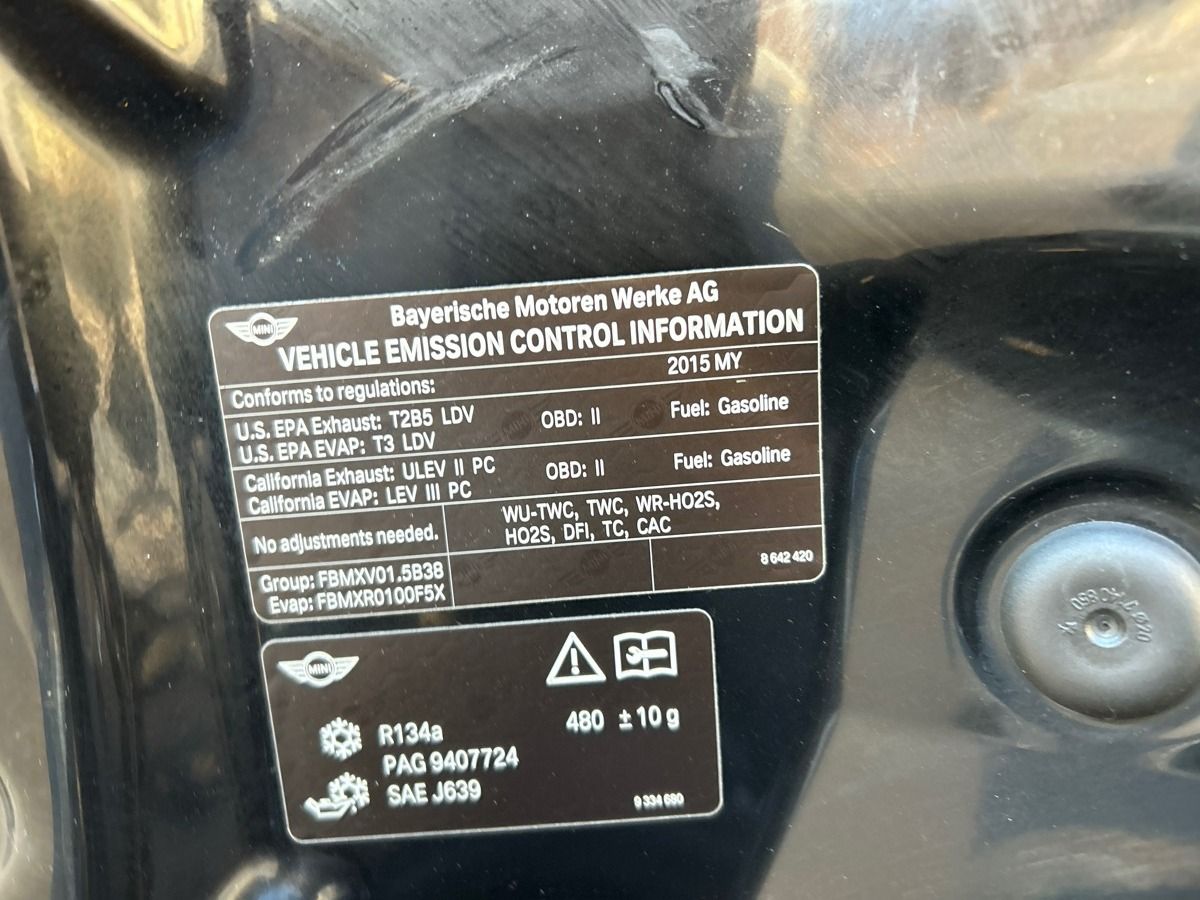 MINI
Bayerische Motoren Werke AG
VEHICLE EMISSION CONTROL INFORMATION
Conforms to regulations: 2015 MY
U.S. EPA Exhaust: T2B5 LDV OBD: II Fuel: Gasoline
U.S. EPA EVAP: T3 LDV
California Exhaust: ULEV II PC OBD: II Fuel: Gasoline
California EVAP: LEV III PC
No adjustments needed.
WU-TWC, TWC, WR-HO2S,
HO2S, DFI, TC, CAC
Group: FBMXV01.5B38
Evap: FBMXR0100F5X
8 642 420
MINI
480 ± 10 g
R134a
PAG 9407724
SAE J639
9 334 660